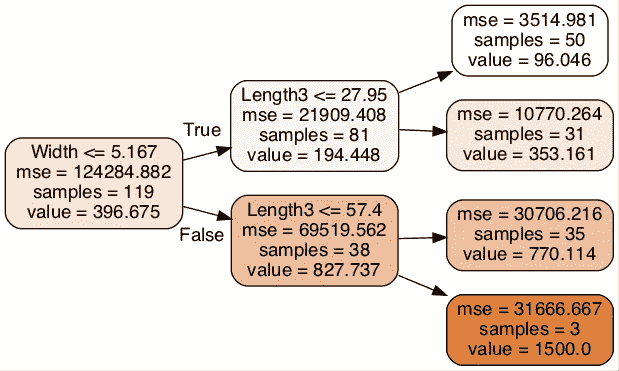 Width <= 5.167
mse = 124284.882
samples = 119
value = 396.675
True
False
Length3 <= 27.95
mse = 21909.408
samples = 81
value = 194.448
Length3 <= 57.4
mse = 69519.562
samples = 38
value = 827.737
mse = 3514.981
samples = 50
value = 96.046
mse = 10770.264
samples = 31
value = 353.161
mse = 30706.216
samples = 35
value = 770.114
mse = 31666.667
samples = 3
value = 1500.0